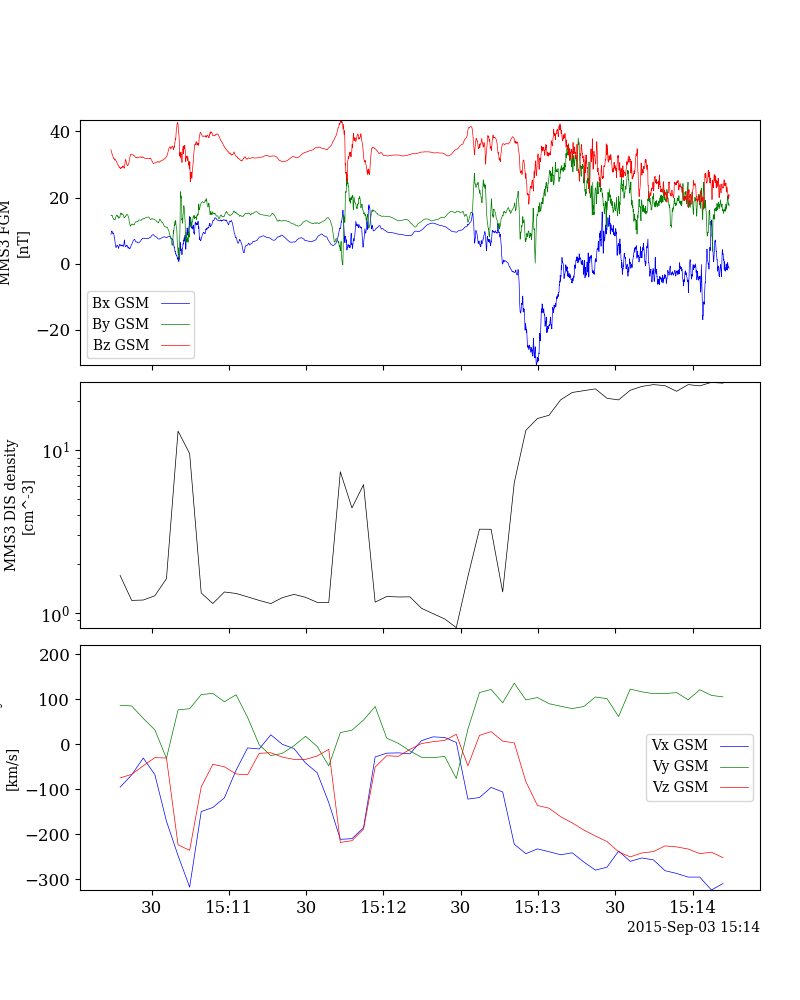 40
20
0
−20
MMS3 FGM
[nT]
Bx GSM
By GSM
Bz GSM
10^1
10^0
MMS3 DIS density
[cm^-3]
200
100
0
−100
−200
−300
[km/s]
Vx GSM
Vy GSM
Vz GSM
30 15:11 30 15:12 30 15:13 30 15:14
2015-Sep-03 15:14